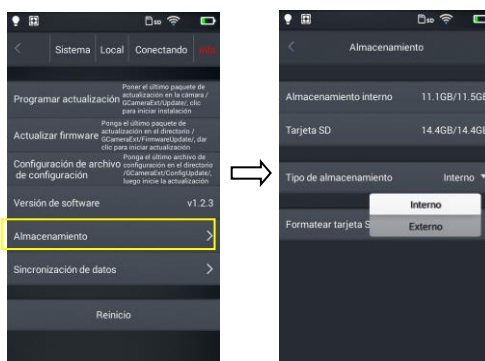 Sistema Local Conectando Info
Programar actualización
Poner el último paquete de
actualización en la cámara /
GCameraExt/Update/, clic
para iniciar instalación
Actualizar firmware
Ponga el último paquete de
actualización en el directorio /
GCameraExt/FirmwareUpdate/, dar
clic para iniciar actualización
Configuración de archivo
de configuración
Ponga el último archivo de
configuración en el directorio
/GCameraExt/ConfigUpdate/,
luego inicie la actualización
Versión de software v1.2.3
Almacenamiento
Sincronización de datos
Reinicio
Almacenamiento
Almacenamiento interno 11.1GB/11.5GB
Tarjeta SD 14.4GB/14.4GB
Tipo de almacenamiento Interno
Interno
Externo
Formatear tarjeta S